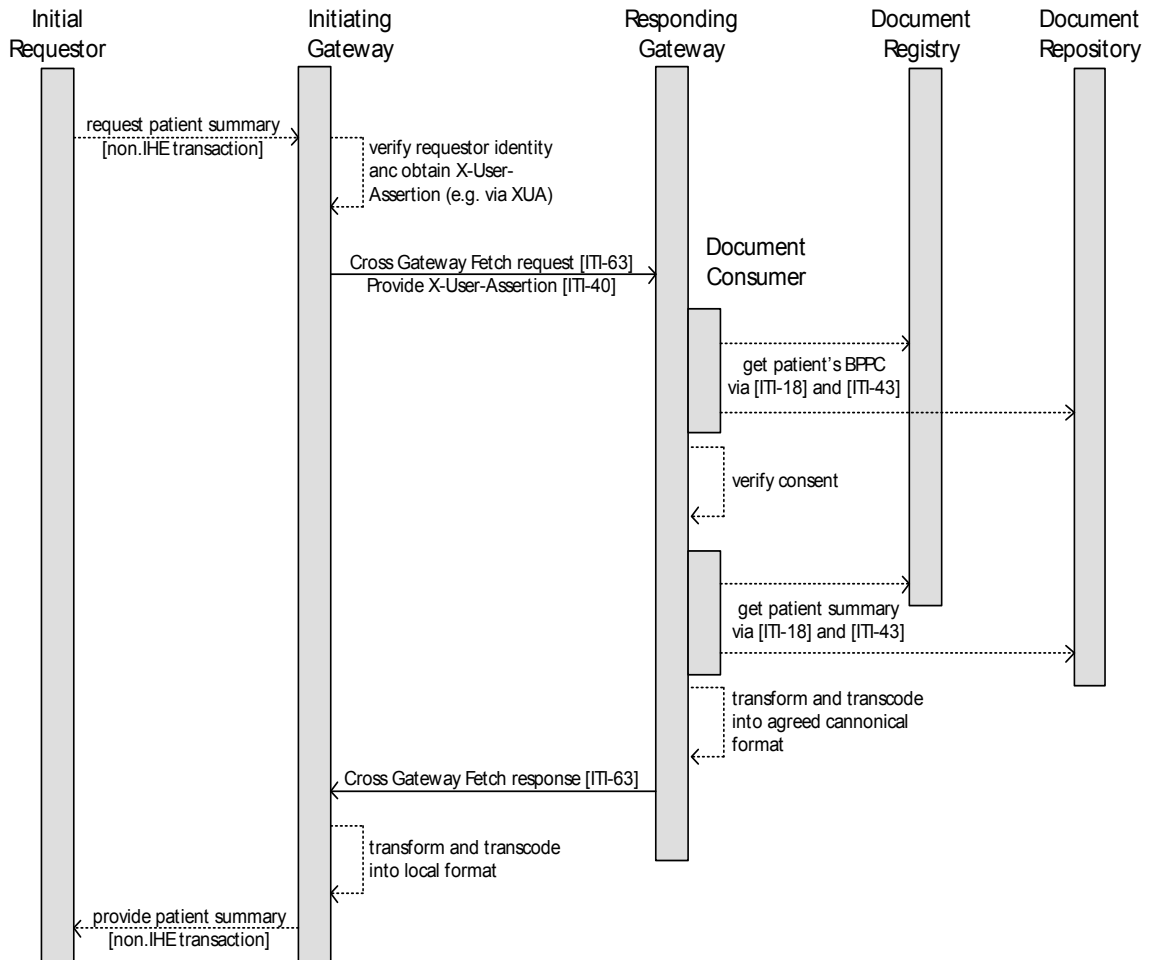 Initial
Requestor
Initiating
Gateway
Responding
Gateway
Document
Registry
Document
Repository
request patient summary
[non.IHE transaction]
verify requestor identity
anc obtain X-User-
Assertion (e.g. via XUA)
Cross Gateway Fetch request [ITI-63]
Provide X-User-Assertion [ITI-40]
Document
Consumer
get patient's BPPC
via [ITI-18] and [ITI-43]
verify consent
get patient summary
via [ITI-18] and [ITI-43]
transform and transcode
into agreed cannonical
format
Cross Gateway Fetch response [ITI-63]
transform and transcode
into local format
provide patient summary
[non.IHE transaction]